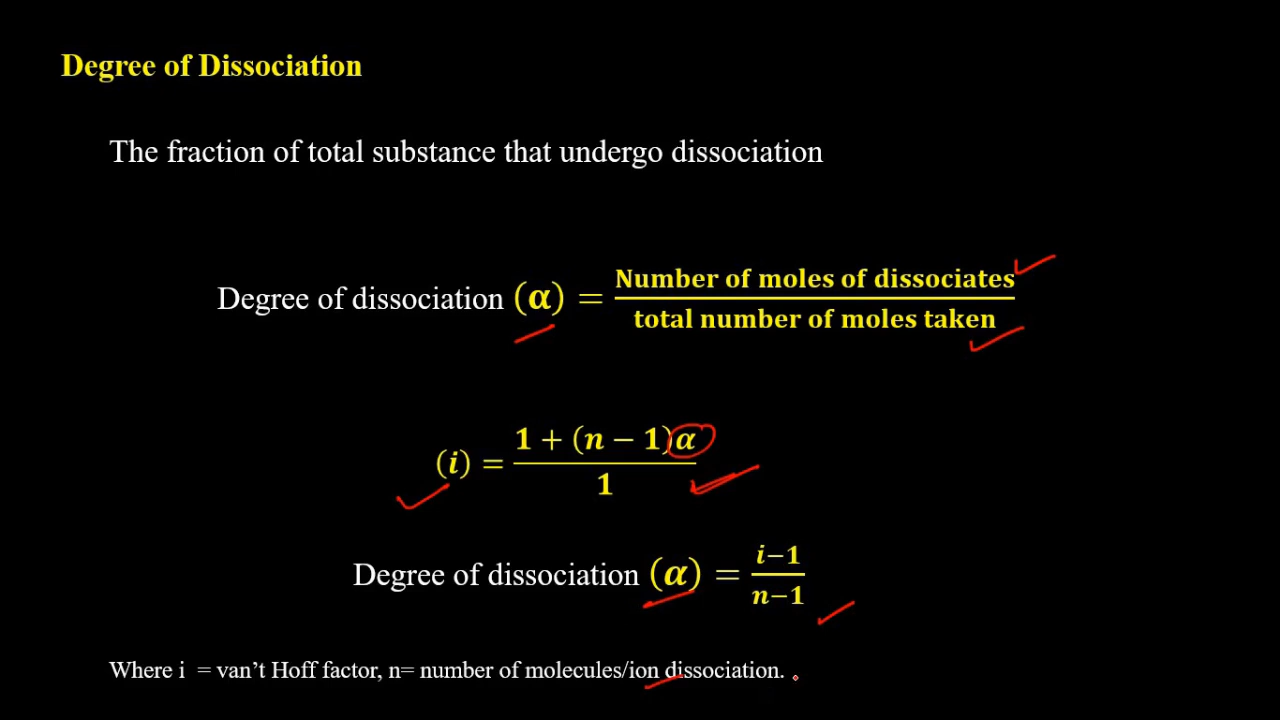 Degree of Dissociation
The fraction of total substance that undergo dissociation
Degree of dissociation (α) = Number of moles of dissociates / total number of moles taken
(i) = 1 + (n − 1)α / 1
Degree of dissociation (α) = i−1 / n−1
Where i = van’t Hoff factor, n= number of molecules/ion dissociation.